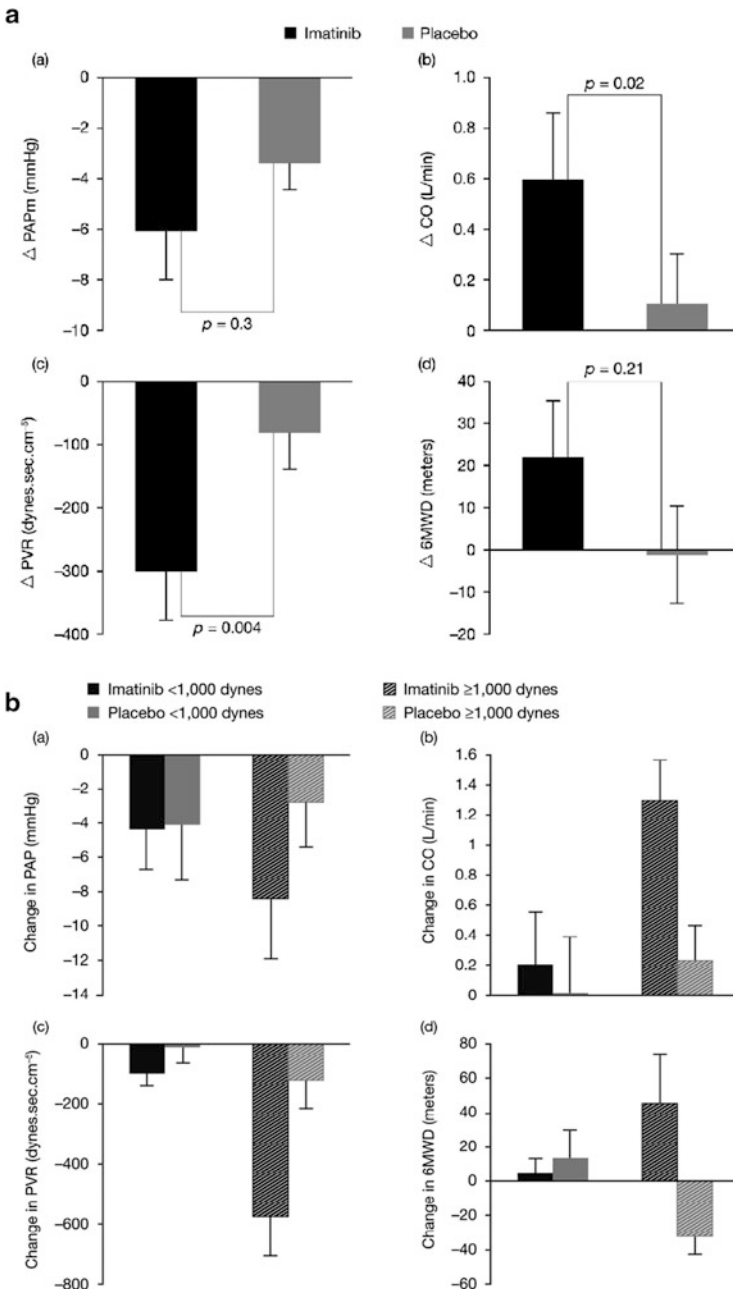 a
Imatinib Placebo
(a)
0
−2
−4
−6
−8
−10
△ PAPm (mmHg)
p = 0.3
(b)
1.0
0.8
0.6
0.4
0.2
0
△ CO (L/min)
p = 0.02
(c)
0
−100
−200
−300
−400
△ PVR (dynes.sec.cm⁻⁵)
p = 0.004
(d)
40
30
20
10
0
−10
−20
△ 6MWD (meters)
p = 0.21
b
Imatinib <1,000 dynes Imatinib ≥1,000 dynes
Placebo <1,000 dynes Placebo ≥1,000 dynes
(a)
0
−2
−4
−6
−8
−10
−12
−14
Change in PAP (mmHg)
(b)
1.6
1.4
1.2
1
0.8
0.6
0.4
0.2
0
Change in CO (L/min)
(c)
0
−200
−400
−600
−800
Change in PVR (dynes.sec.cm⁻⁵)
(d)
80
60
40
20
0
−20
−40
−60
Change in 6MWD (meters)